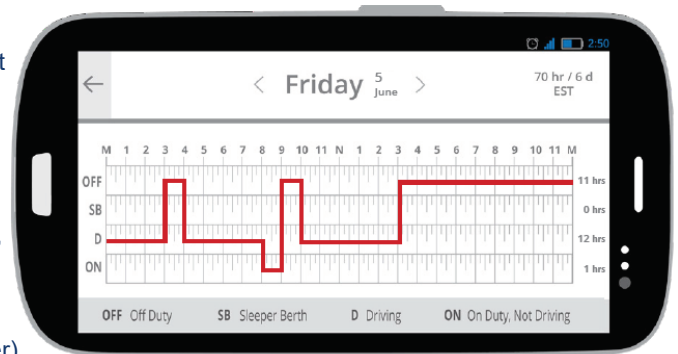 t
2:50
Friday 5 June
70 hr / 6 d
EST
M 1 2 3 4 5 6 7 8 9 10 11 N 1 2 3 4 5 6 7 8 9 10 11 M
OFF 11 hrs
SB 0 hrs
D 12 hrs
ON 1 hrs
OFF Off Duty SB Sleeper Berth D Driving ON On Duty, Not Driving
er)